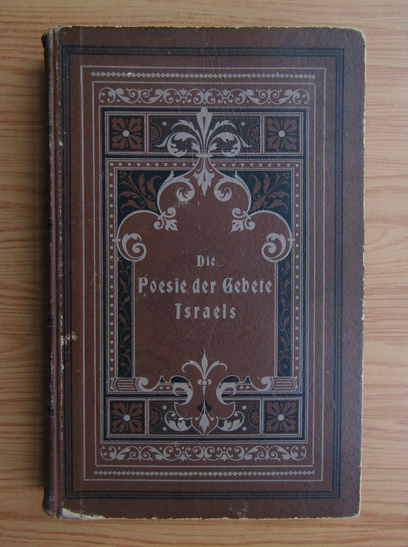 Die
Poesie der Gebete
Israels